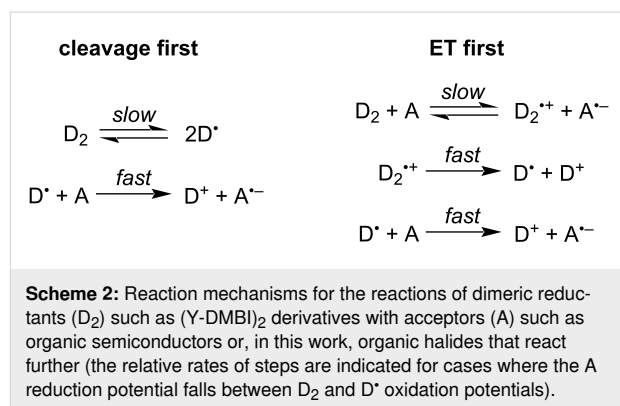 cleavage first
D₂ slow ⇌ 2D•
D• + A fast → D⁺ + A•−
ET first
D₂ + A slow ⇌ D₂•+ + A•−
D₂•+ fast → D• + D⁺
D• + A fast → D⁺ + A•−
Scheme 2: Reaction mechanisms for the reactions of dimeric reduc-
tants (D₂) such as (Y-DMBI)₂ derivatives with acceptors (A) such as
organic semiconductors or, in this work, organic halides that react
further (the relative rates of steps are indicated for cases where the A
reduction potential falls between D₂ and D• oxidation potentials).